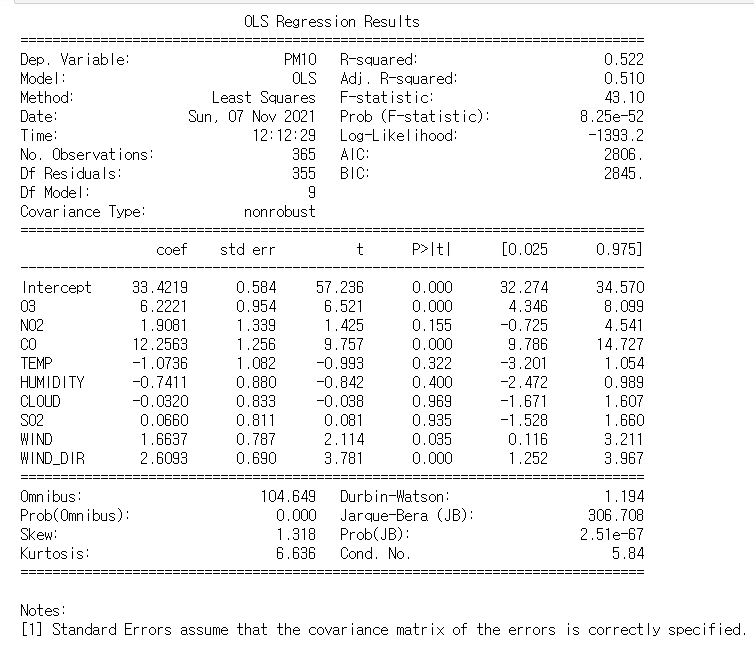 OLS Regression Results
==============================================================================
Dep. Variable: PM10 R-squared: 0.522
Model: OLS Adj. R-squared: 0.510
Method: Least Squares F-statistic: 43.10
Date: Sun, 07 Nov 2021 Prob (F-statistic): 8.25e-52
Time: 12:12:29 Log-Likelihood: -1393.2
No. Observations: 365 AIC: 2806.
Df Residuals: 355 BIC: 2845.
Df Model: 9
Covariance Type: nonrobust
==============================================================================
coef std err t P>|t| [0.025 0.975]
------------------------------------------------------------------------------
Intercept 33.4219 0.584 57.236 0.000 32.274 34.570
O3 6.2221 0.954 6.521 0.000 4.346 8.099
NO2 1.9081 1.339 1.425 0.155 -0.725 4.541
CO 12.2563 1.256 9.757 0.000 9.786 14.727
TEMP -1.0736 1.082 -0.993 0.322 -3.201 1.054
HUMIDITY -0.7411 0.880 -0.842 0.400 -2.472 0.989
CLOUD -0.0320 0.833 -0.038 0.969 -1.671 1.607
SO2 0.0660 0.811 0.081 0.935 -1.528 1.660
WIND 1.6637 0.787 2.114 0.035 0.116 3.211
WIND_DIR 2.6093 0.690 3.781 0.000 1.252 3.967
==============================================================================
Omnibus: 104.649 Durbin-Watson: 1.194
Prob(Omnibus): 0.000 Jarque-Bera (JB): 306.708
Skew: 1.318 Prob(JB): 2.51e-67
Kurtosis: 6.636 Cond. No. 5.84
==============================================================================
Notes:
[1] Standard Errors assume that the covariance matrix of the errors is correctly specified.